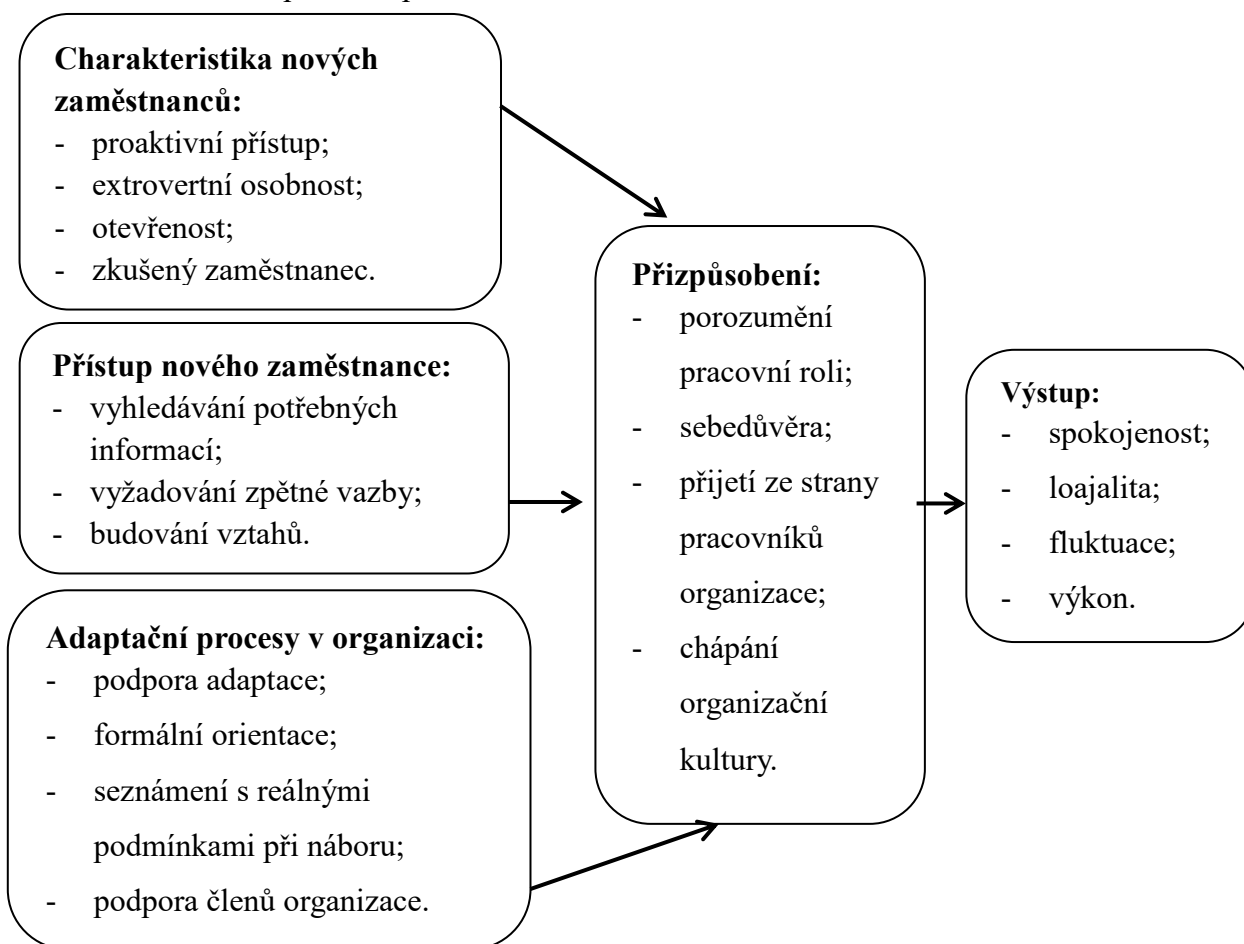 Charakteristika nových
zaměstnanců:
- proaktivní přístup;
- extrovertní osobnost;
- otevřenost;
- zkušený zaměstnanec.
Přístup nového zaměstnance:
- vyhledávání potřebných
informací;
- vyžadování zpětné vazby;
- budování vztahů.
Adaptační procesy v organizaci:
- podpora adaptace;
- formální orientace;
- seznámení s reálnými
podmínkami při náboru;
- podpora členů organizace.
Přizpůsobení:
- porozumění
pracovní roli;
- sebedůvěra;
- přijetí ze strany
pracovníků
organizace;
- chápání
organizační
kultury.
Výstup:
- spokojenost;
- loajalita;
- fluktuace;
- výkon.